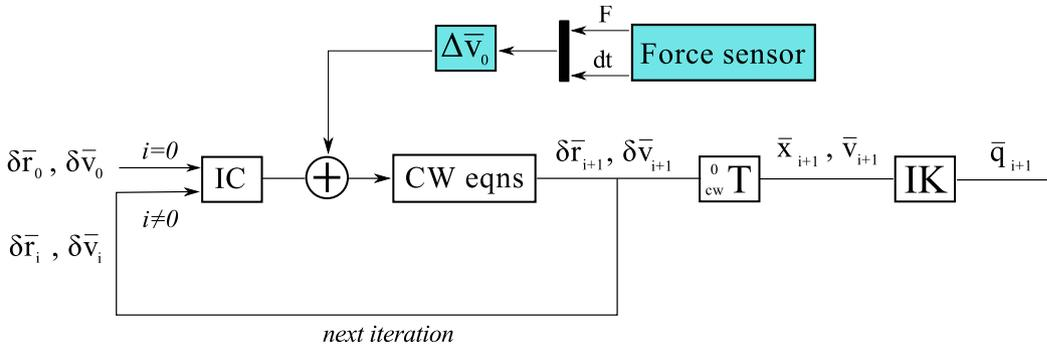 F
Δv̅₀
dt
Force sensor
δr̅₀ , δv̅₀
i=0
IC
+
CW eqns
δr̅ᵢ₊₁, δv̅ᵢ₊₁
⁰cwT
x̅ᵢ₊₁ , v̅ᵢ₊₁
IK
q̅ᵢ₊₁
i≠0
δr̅ᵢ , δv̅ᵢ
next iteration